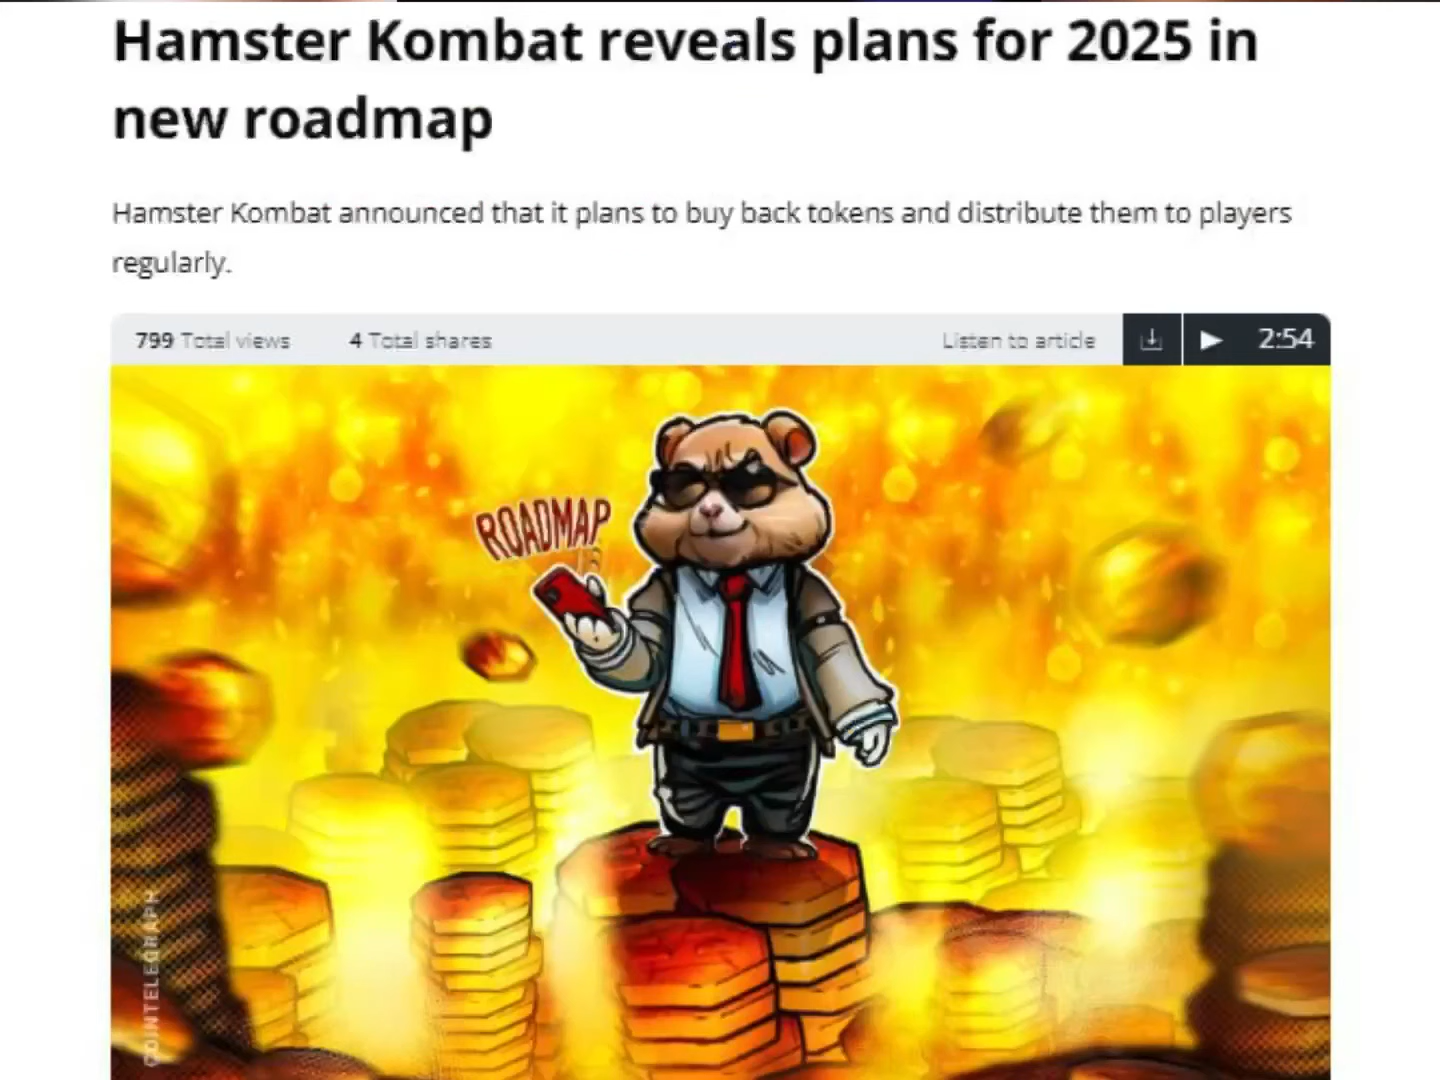 Hamster Kombat reveals plans for 2025 in
new roadmap
Hamster Kombat announced that it plans to buy back tokens and distribute them to players
regularly.
799 Total views 4 Total shares Listen to article 2:54
ROADMAP
COINTELEGRAPH